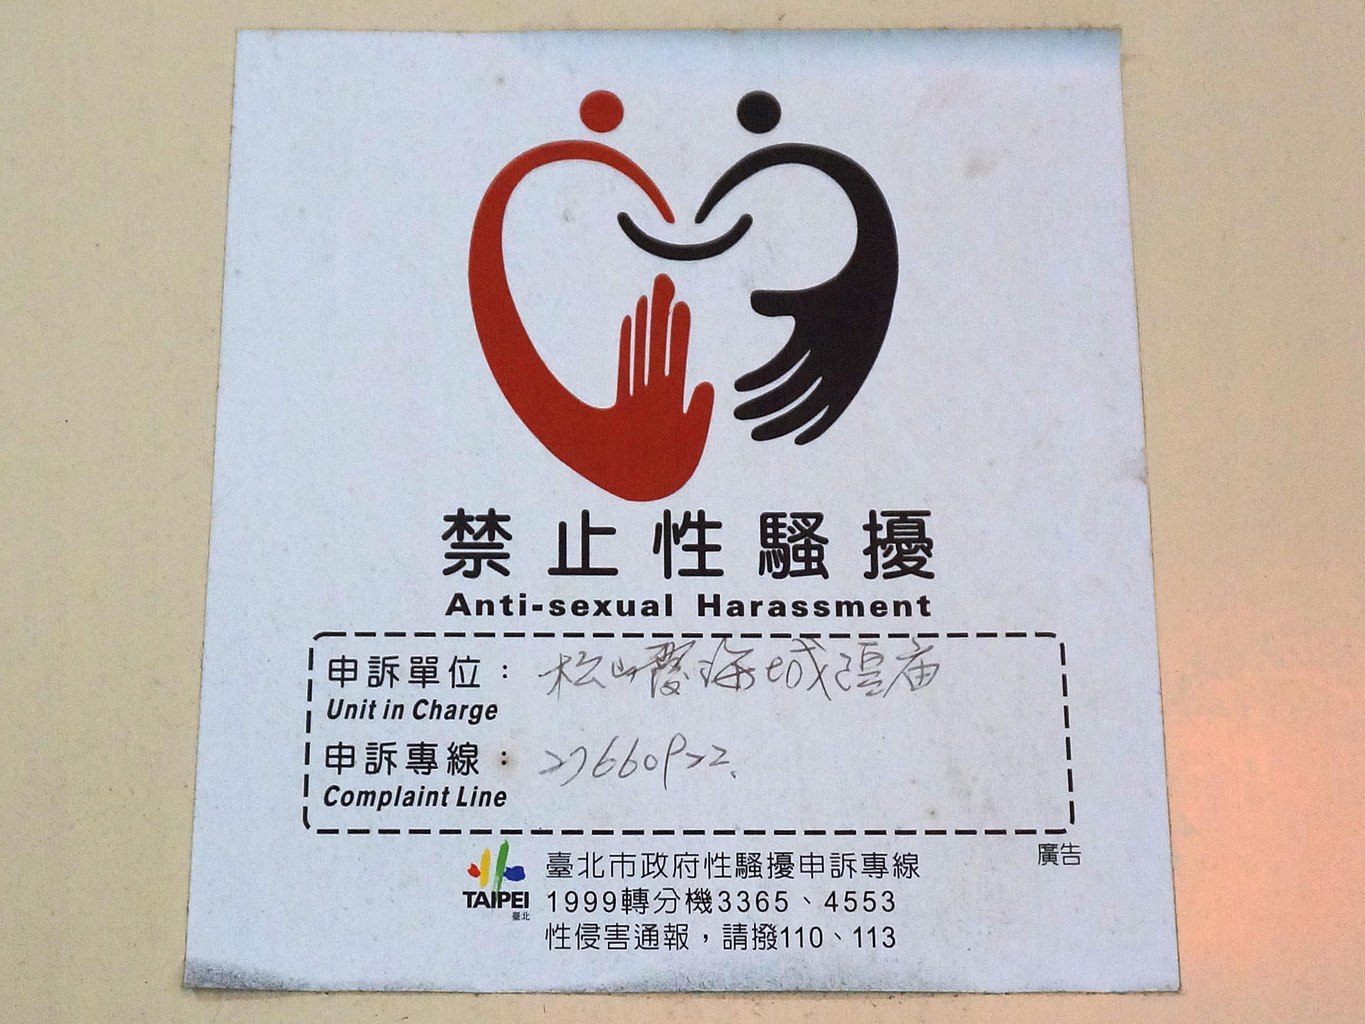 禁止性騷擾
Anti-sexual Harassment
申訴單位： 松山霞海城隍廟
Unit in Charge
申訴專線： 27660922
Complaint Line
廣告
TAIPEI
臺北
臺北市政府性騷擾申訴專線
1999轉分機3365、4553
性侵害通報，請撥110、113